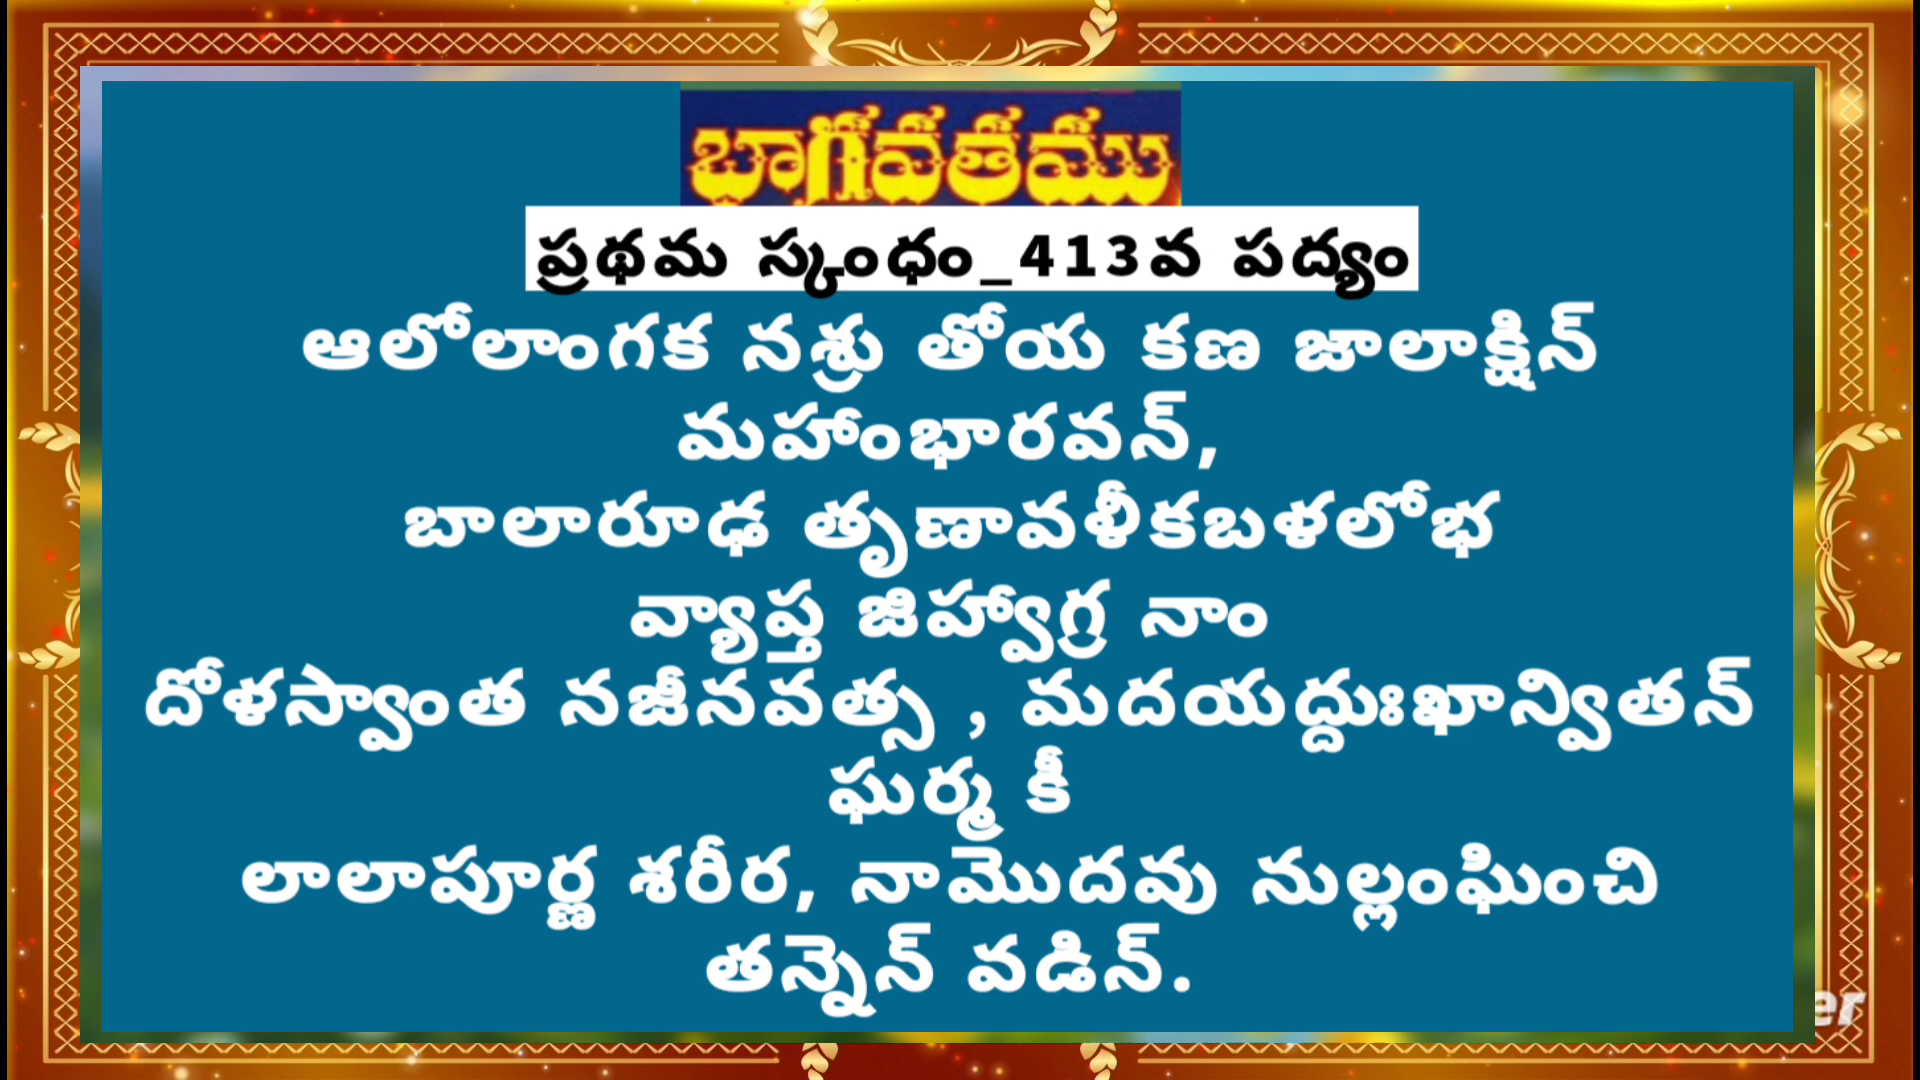 భాగవతము
ప్రథమ స్కంధం_413వ పద్యం
ఆలోలాంగక నశ్రు తోయ కణ జాలాక్షిన్
మహాంభారవన్,
బాలారూఢ తృణావళీకబళలోభ
వ్యాప్త జిహ్వాగ్ర నాం
దోళస్వాంత నజీనవత్స , మదయద్దుఃఖాన్వితన్
ఘర్మ కీ
లాలాపూర్ణ శరీర, నామొదవు నుల్లంఘించి
తన్నెన్ వడిన్.
er